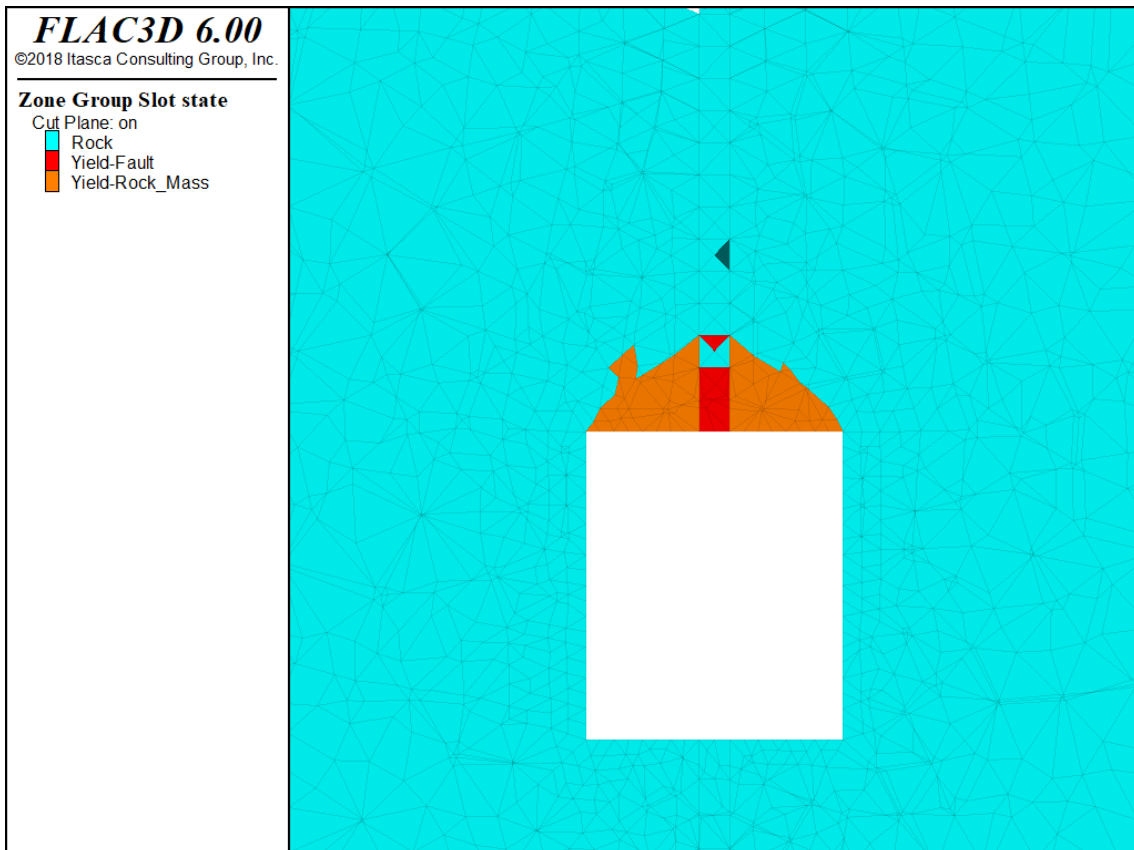 FLAC3D 6.00
©2018 Itasca Consulting Group, Inc.
Zone Group Slot state
Cut Plane: on
Rock
Yield-Fault
Yield-Rock_Mass